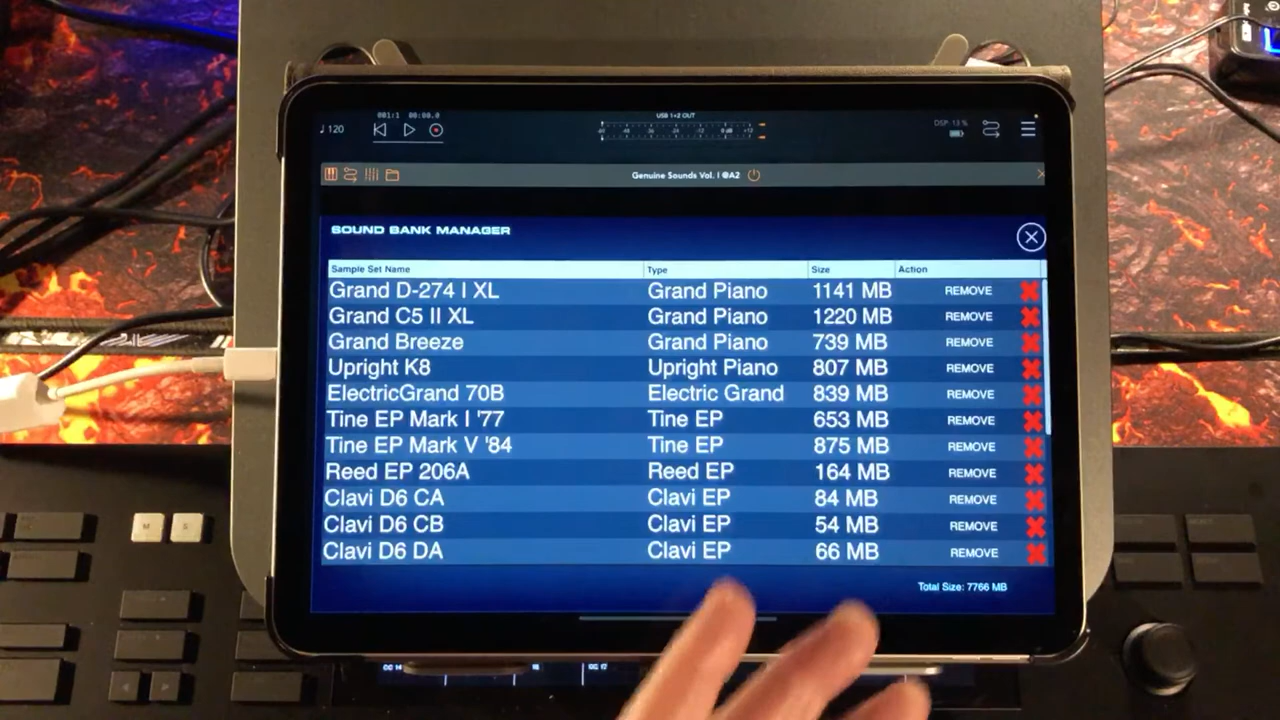 001:1 00:00.0
USB 1+2 OUT
♩120
DSP: 13 %
Genuine Sounds Vol. I @A2
SOUND BANK MANAGER
Sample Set Name Type Size Action
Grand D-274 I XL Grand Piano 1141 MB REMOVE
Grand C5 II XL Grand Piano 1220 MB REMOVE
Grand Breeze Grand Piano 739 MB REMOVE
Upright K8 Upright Piano 807 MB REMOVE
ElectricGrand 70B Electric Grand 839 MB REMOVE
Tine EP Mark I '77 Tine EP 653 MB REMOVE
Tine EP Mark V '84 Tine EP 875 MB REMOVE
Reed EP 206A Reed EP 164 MB REMOVE
Clavi D6 CA Clavi EP 84 MB REMOVE
Clavi D6 CB Clavi EP 54 MB REMOVE
Clavi D6 DA Clavi EP 66 MB REMOVE
Total Size: 7766 MB
M S
CC 14 CC 17